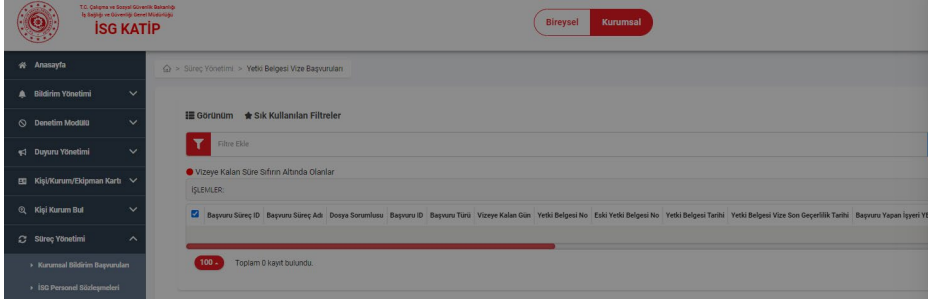 T.C. Çalışma ve Sosyal Güvenlik Bakanlığı
İş Sağlığı ve Güvenliği Genel Müdürlüğü
İSG KATİP
Bireysel Kurumsal
Anasayfa
> Süreç Yönetimi > Yetki Belgesi Vize Başvuruları
Bildirim Yönetimi
Görünüm Sık Kullanılan Filtreler
Denetim Modülü
Filtre Ekle
Duyuru Yönetimi
Vizeye Kalan Süre Sıfırın Altında Olanlar
Kişi/Kurum/Ekipman Kartı
İŞLEMLER:
Kişi Kurum Bul
Başvuru Süreç ID Başvuru Süreç Adı Dosya Sorumlusu Başvuru ID Başvuru Türü Vizeye Kalan Gün Yetki Belgesi No Eski Yetki Belgesi No Yetki Belgesi Tarihi Yetki Belgesi Vize Son Geçerlilik Tarihi Başvuru Yapan İşyeri YB
Süreç Yönetimi
100 Toplam 0 kayıt bulundu.
Kurumsal Bildirim Başvuruları
İSG Personel Sözleşmeleri